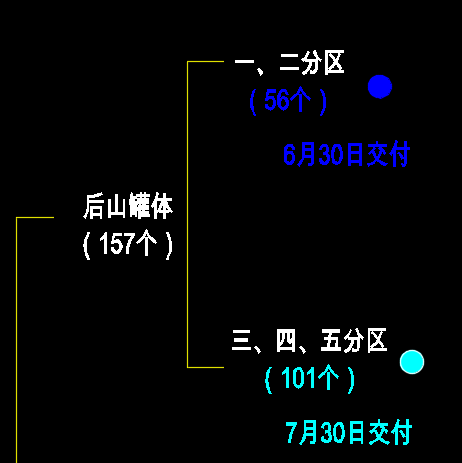 一、二分区
（56个）
6月30日交付
后山罐体
（157个）
三、四、五分区
（101个）
7月30日交付